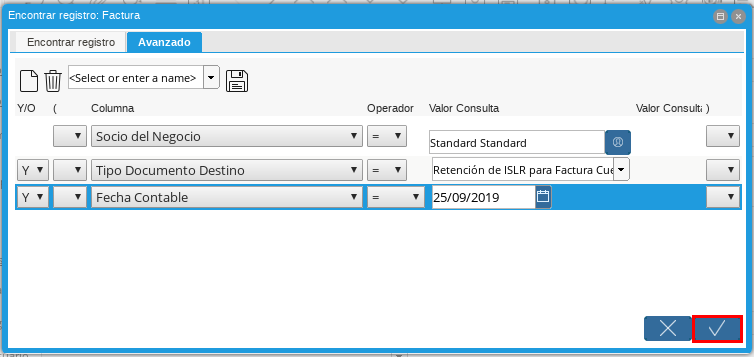 Encontrar registro: Factura
Encontrar registro Avanzado
<Select or enter a name>
Y/O ( Columna Operador Valor Consulta Valor Consulta )
Socio del Negocio = Standard Standard
Y Tipo Documento Destino = Retención de ISLR para Factura Cue
Y Fecha Contable = 25/09/2019